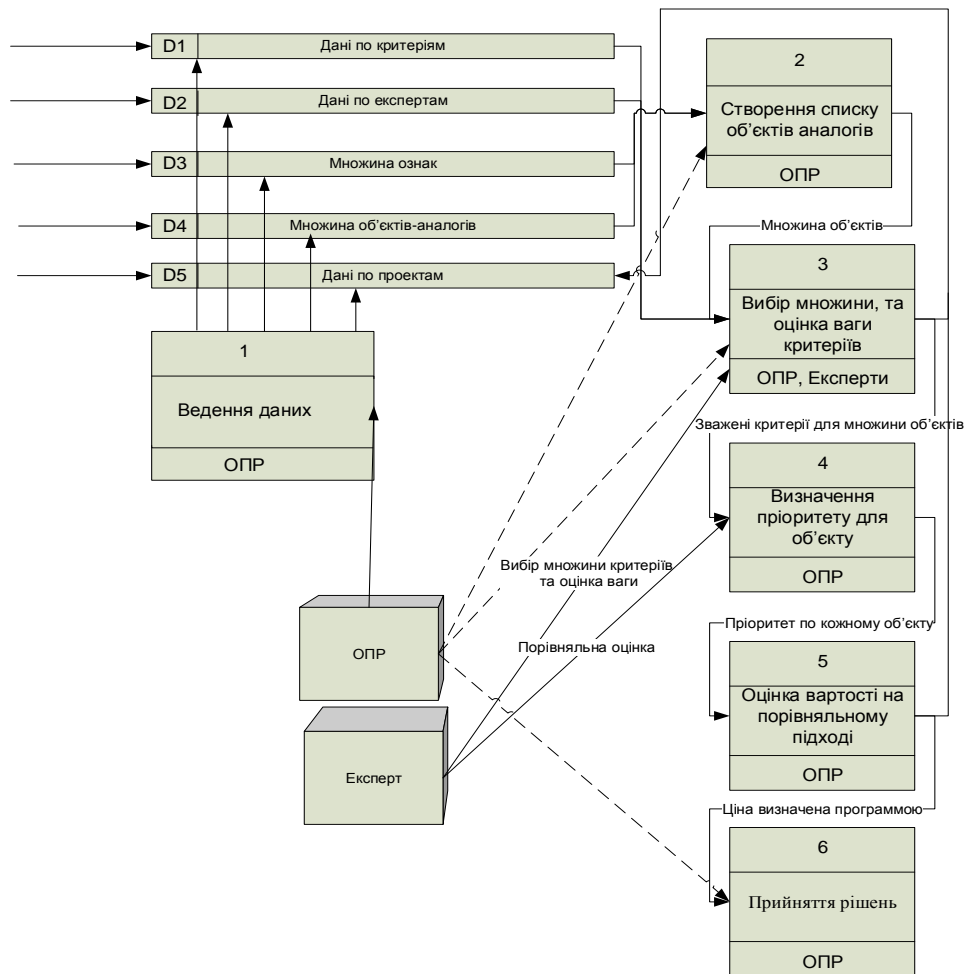 D1
Дані по критеріям
D2
Дані по експертам
D3
Множина ознак
D4
Множина об'єктів-аналогів
D5
Дані по проектам
1
Ведення даних
ОПР
2
Створення списку
об'єктів аналогів
ОПР
Множина об'єктів
3
Вибір множини, та
оцінка ваги
критеріїв
ОПР, Експерти
Зважені критерії для множини об'єктів
4
Визначення
пріоритету для
об'єкту
ОПР
Вибір множини критеріїв
та оцінка ваги
Порівняльна оцінка
ОПР
Експерт
Пріоритет по кожному об'єкту
5
Оцінка вартості на
порівняльному
підході
ОПР
Ціна визначена программою
6
Прийняття рішень
ОПР